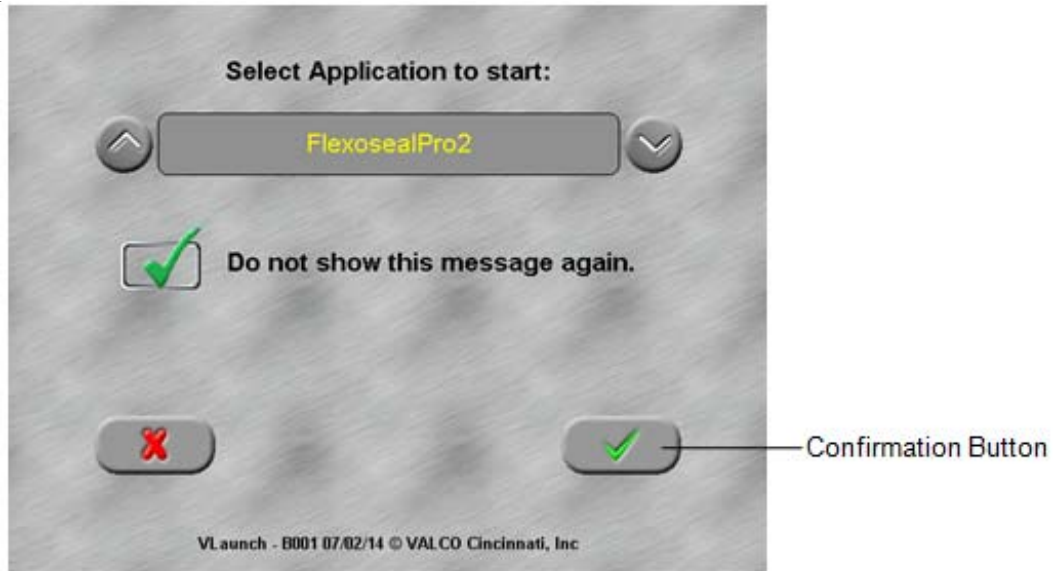 Select Application to start:
FlexosealPro2
Do not show this message again.
Confirmation Button
VLaunch - B001 07/02/14 © VALCO Cincinnati, Inc